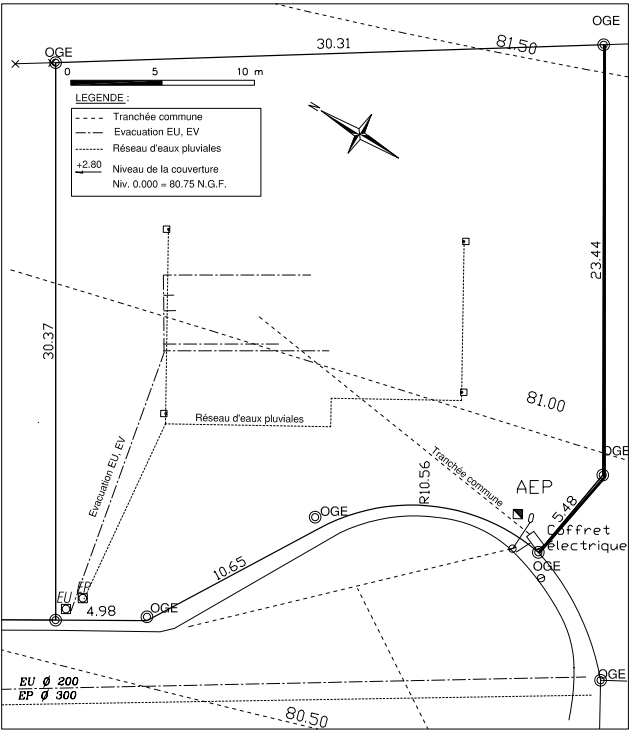 OGE
30.31
81.50
OGE
0 5 10 m
LEGENDE :
Tranchée commune
Evacuation EU, EV
Réseau d'eaux pluviales
+2.80 Niveau de la couverture
Niv. 0.000 = 80.75 N.G.F.
N
23.44
30.37
81.00
Réseau d'eaux pluviales
Evacuation EU, EV
Tranchée commune
R10.56
OGE
AEP
5.48
Coffret
électrique
OGE
OGE
10.65
EU EP
4.98
OGE
OGE
EU Ø 200
EP Ø 300
80.50